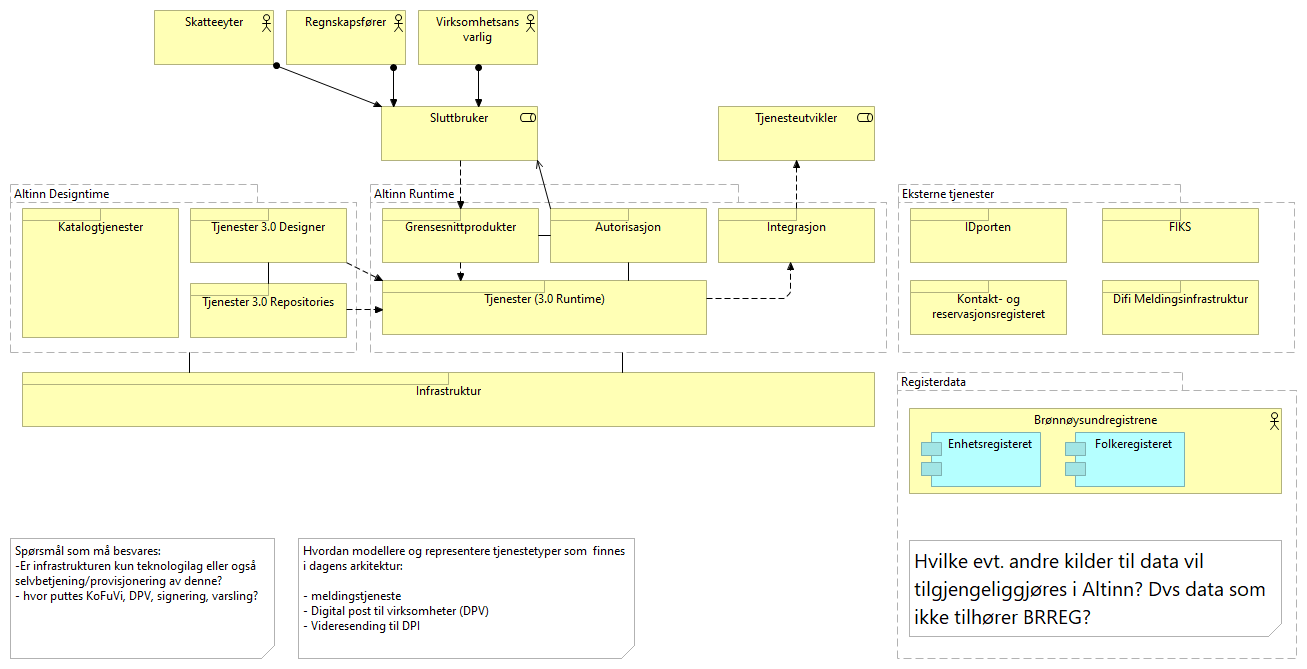 Skatteeyter
Regnskapsfører
Virksomhetsans
varlig
Sluttbruker
Tjenesteutvikler
Altinn Designtime
Altinn Runtime
Eksterne tjenester
Katalogtjenester
Tjenester 3.0 Designer
Grensesnittprodukter
Autorisasjon
Integrasjon
IDporten
FIKS
Tjenester 3.0 Repositories
Tjenester (3.0 Runtime)
Kontakt- og
reservasjonsregisteret
Difi Meldingsinfrastruktur
Infrastruktur
Registerdata
Brønnøysundregistrene
Enhetsregisteret
Folkeregisteret
Spørsmål som må besvares:
-Er infrastrukturen kun teknologilag eller også
selvbetjening/provisjonering av denne?
- hvor puttes KoFuVi, DPV, signering, varsling?
Hvordan modellere og representere tjenestetyper som  finnes
i dagens arkitektur:
- meldingstjeneste
- Digital post til virksomheter (DPV)
- Videresending til DPI
Hvilke evt. andre kilder til data vil
tilgjengeliggjøres i Altinn? Dvs data som
ikke tilhører BRREG?